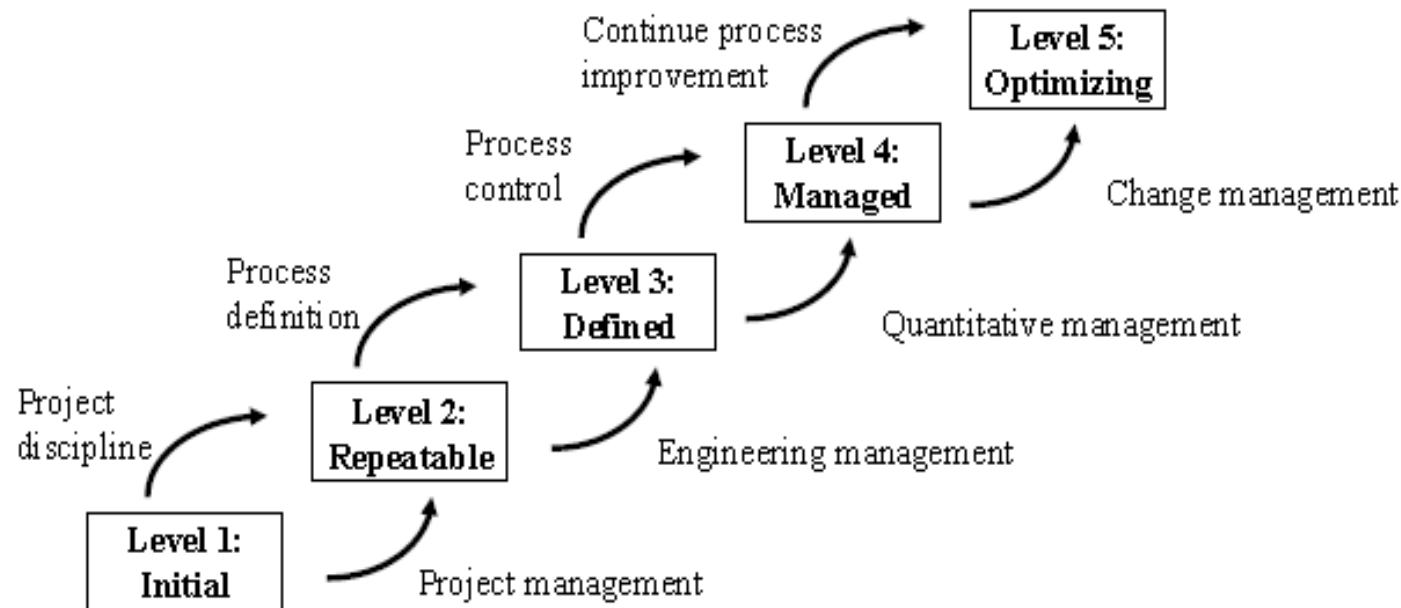 Continue process
improvement
Level 5:
Optimizing
Process
control
Level 4:
Managed
Change management
Process
definition
Level 3:
Defined
Quantitative management
Project
discipline
Level 2:
Repeatable
Engineering management
Level 1:
Initial
Project management